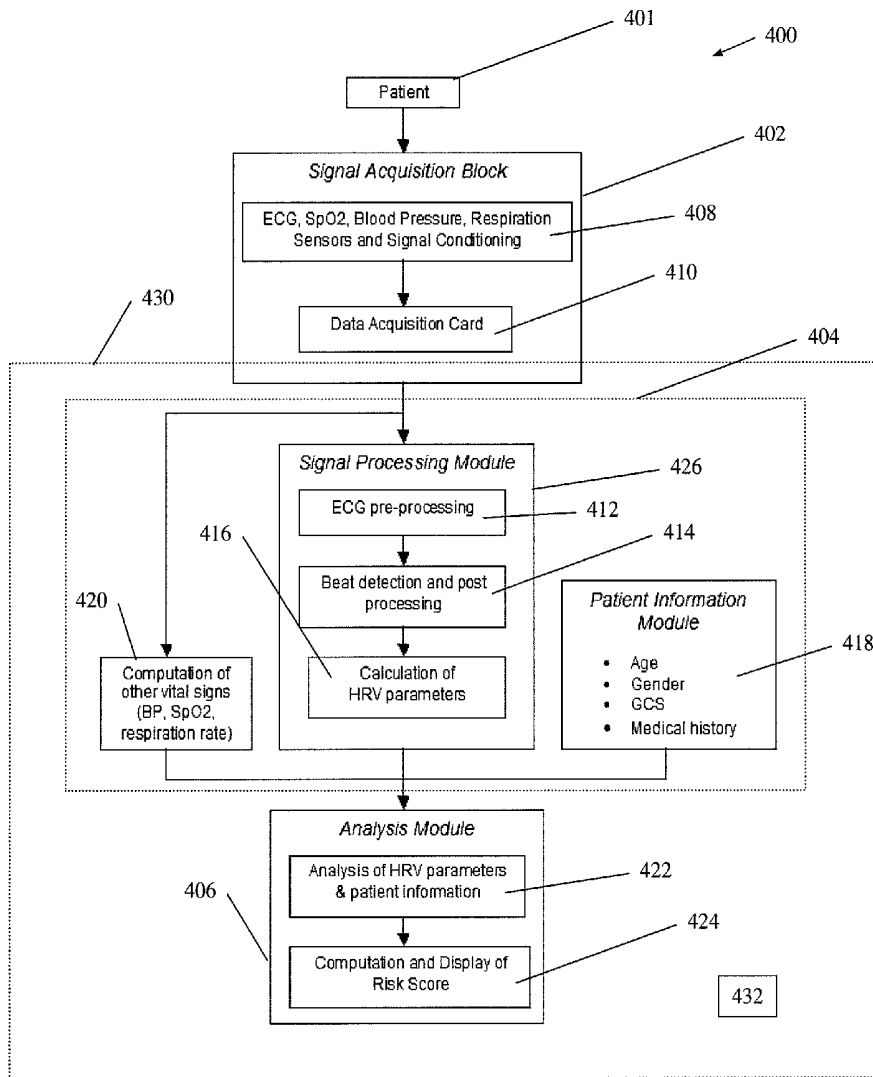 401
400
Patient
402
Signal Acquisition Block
ECG, SpO2, Blood Pressure, Respiration
Sensors and Signal Conditioning
408
410
430
Data Acquisition Card
404
Signal Processing Module
426
ECG pre-processing
412
416
414
Beat detection and post
processing
420
Patient Information
Module
Calculation of
HRV parameters
418
Computation of
other vital signs
(BP, SpO2,
respiration rate)
• Age
• Gender
• GCS
• Medical history
Analysis Module
Analysis of HRV parameters
& patient information
422
406
424
Computation and Display of
Risk Score
432